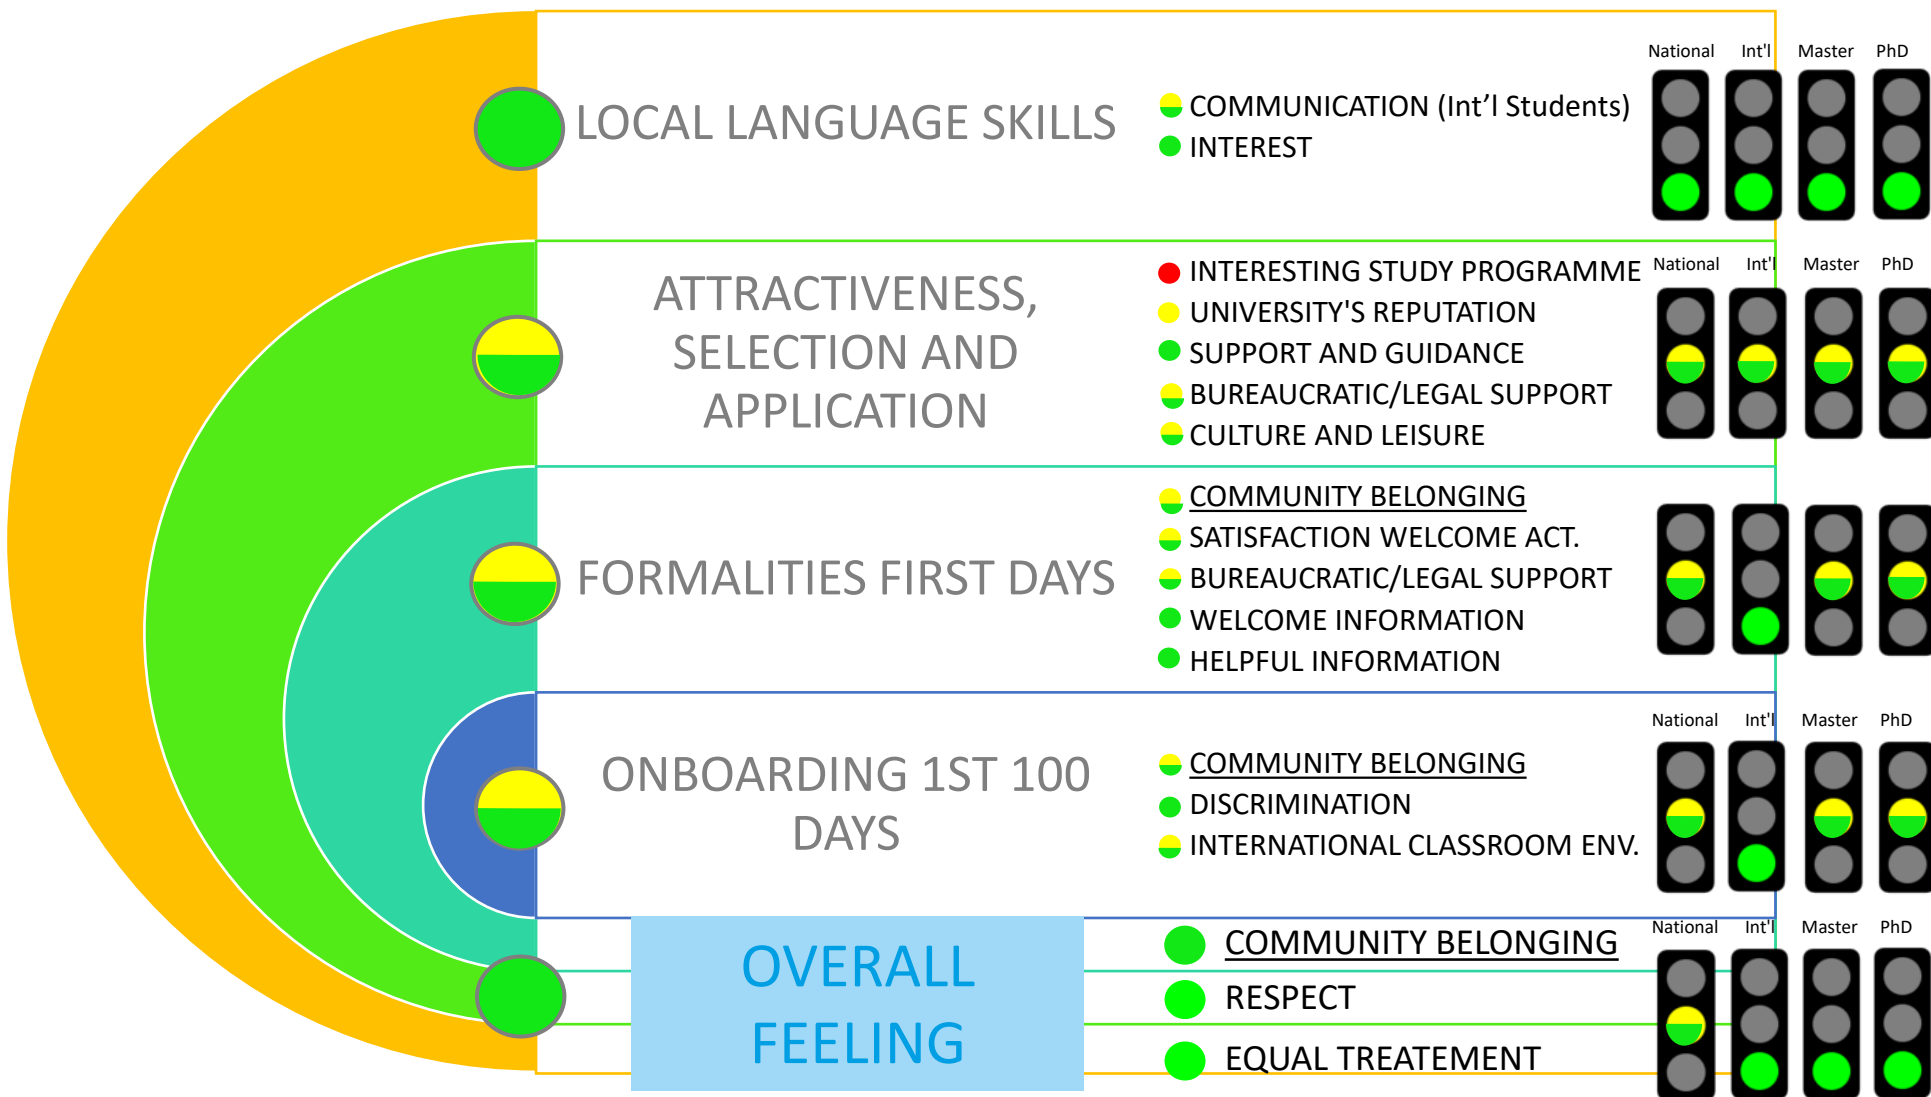 National Int'l Master PhD
LOCAL LANGUAGE SKILLS
COMMUNICATION (Int’l Students)
INTEREST
National Int'l Master PhD
ATTRACTIVENESS,
SELECTION AND
APPLICATION
INTERESTING STUDY PROGRAMME
UNIVERSITY'S REPUTATION
SUPPORT AND GUIDANCE
BUREAUCRATIC/LEGAL SUPPORT
CULTURE AND LEISURE
FORMALITIES FIRST DAYS
COMMUNITY BELONGING
SATISFACTION WELCOME ACT.
BUREAUCRATIC/LEGAL SUPPORT
WELCOME INFORMATION
HELPFUL INFORMATION
National Int'l Master PhD
ONBOARDING 1ST 100
DAYS
COMMUNITY BELONGING
DISCRIMINATION
INTERNATIONAL CLASSROOM ENV.
National Int'l Master PhD
OVERALL
FEELING
COMMUNITY BELONGING
RESPECT
EQUAL TREATEMENT